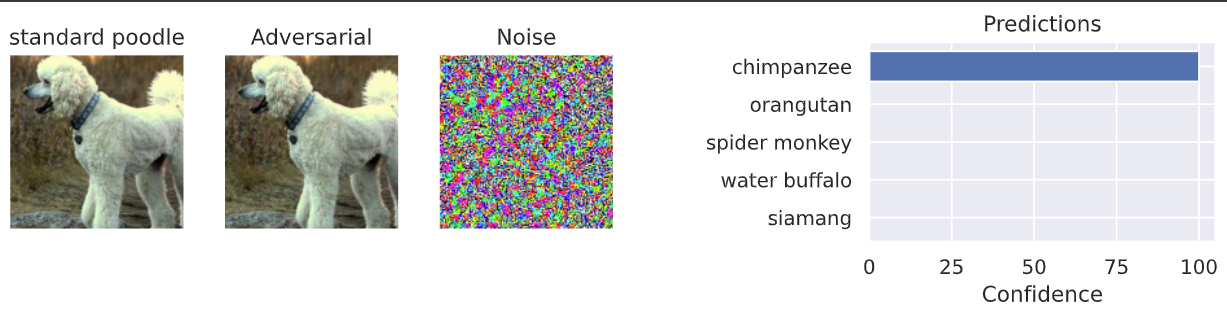 standard poodle
Adversarial
Noise
Predictions
chimpanzee
orangutan
spider monkey
water buffalo
siamang
0 25 50 75 100
Confidence